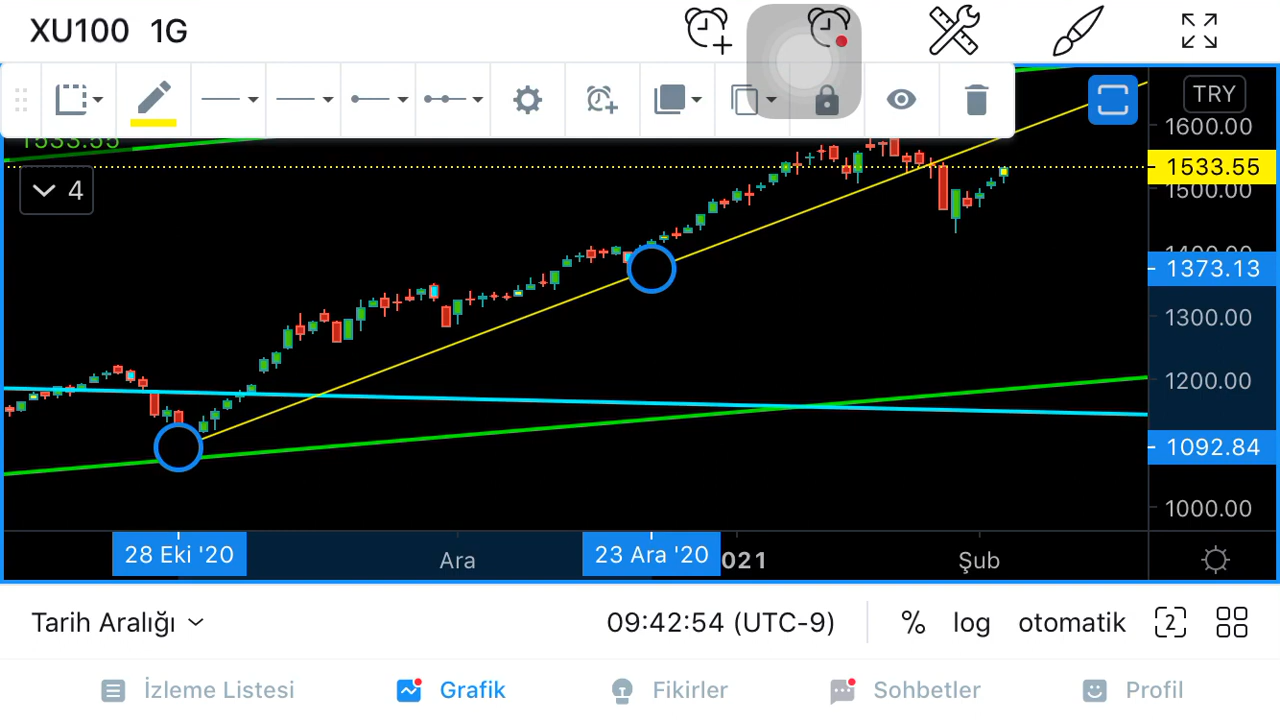 XU100 1G
TRY
1600.00
1533.55
1533.55
1500.00
4
1400.00
1373.13
1300.00
1200.00
1092.84
1000.00
28 Eki '20 Ara 23 Ara '20 021 Şub
Tarih Aralığı 09:42:54 (UTC-9) % log otomatik 2
İzleme Listesi Grafik Fikirler Sohbetler Profil